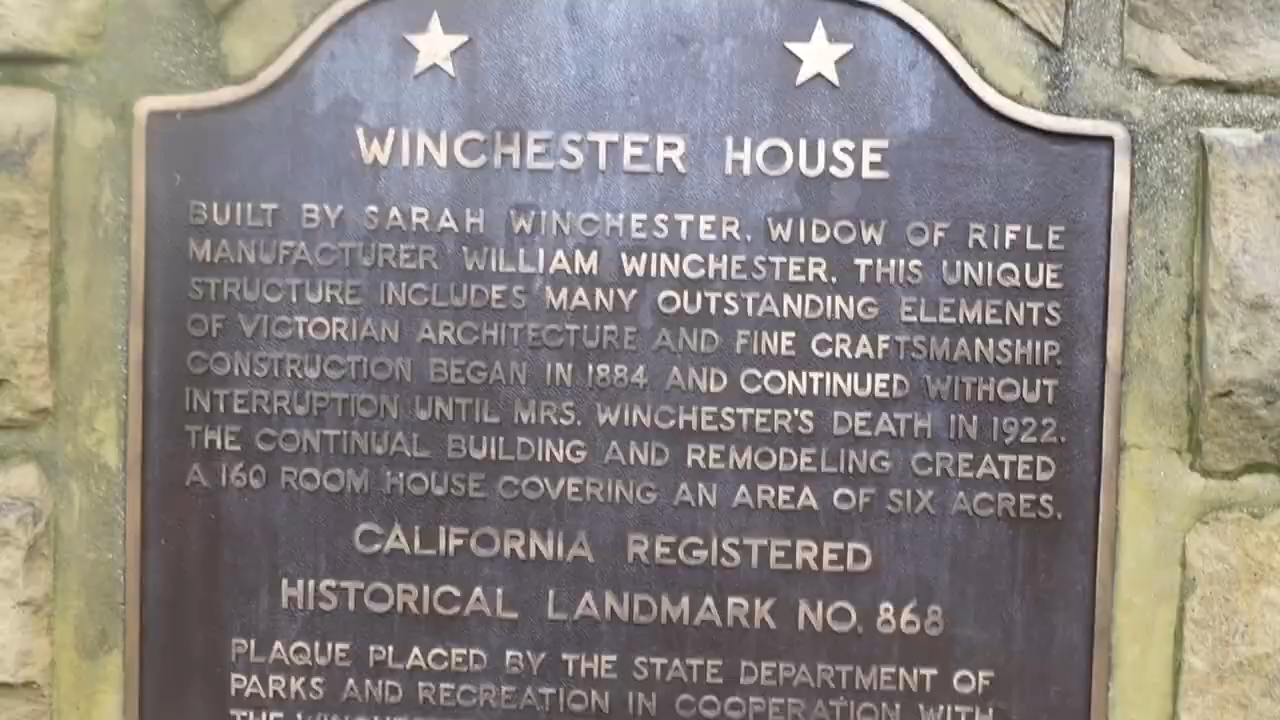 WINCHESTER HOUSE
BUILT BY SARAH WINCHESTER, WIDOW OF RIFLE
MANUFACTURER WILLIAM WINCHESTER. THIS UNIQUE
STRUCTURE INCLUDES MANY OUTSTANDING ELEMENTS
OF VICTORIAN ARCHITECTURE AND FINE CRAFTSMANSHIP.
CONSTRUCTION BEGAN IN 1884 AND CONTINUED WITHOUT
INTERRUPTION UNTIL MRS. WINCHESTER'S DEATH IN 1922.
THE CONTINUAL BUILDING AND REMODELING CREATED
A 160 ROOM HOUSE COVERING AN AREA OF SIX ACRES.
CALIFORNIA REGISTERED
HISTORICAL LANDMARK NO. 868
PLAQUE PLACED BY THE STATE DEPARTMENT OF
PARKS AND RECREATION IN COOPERATION WITH
THE